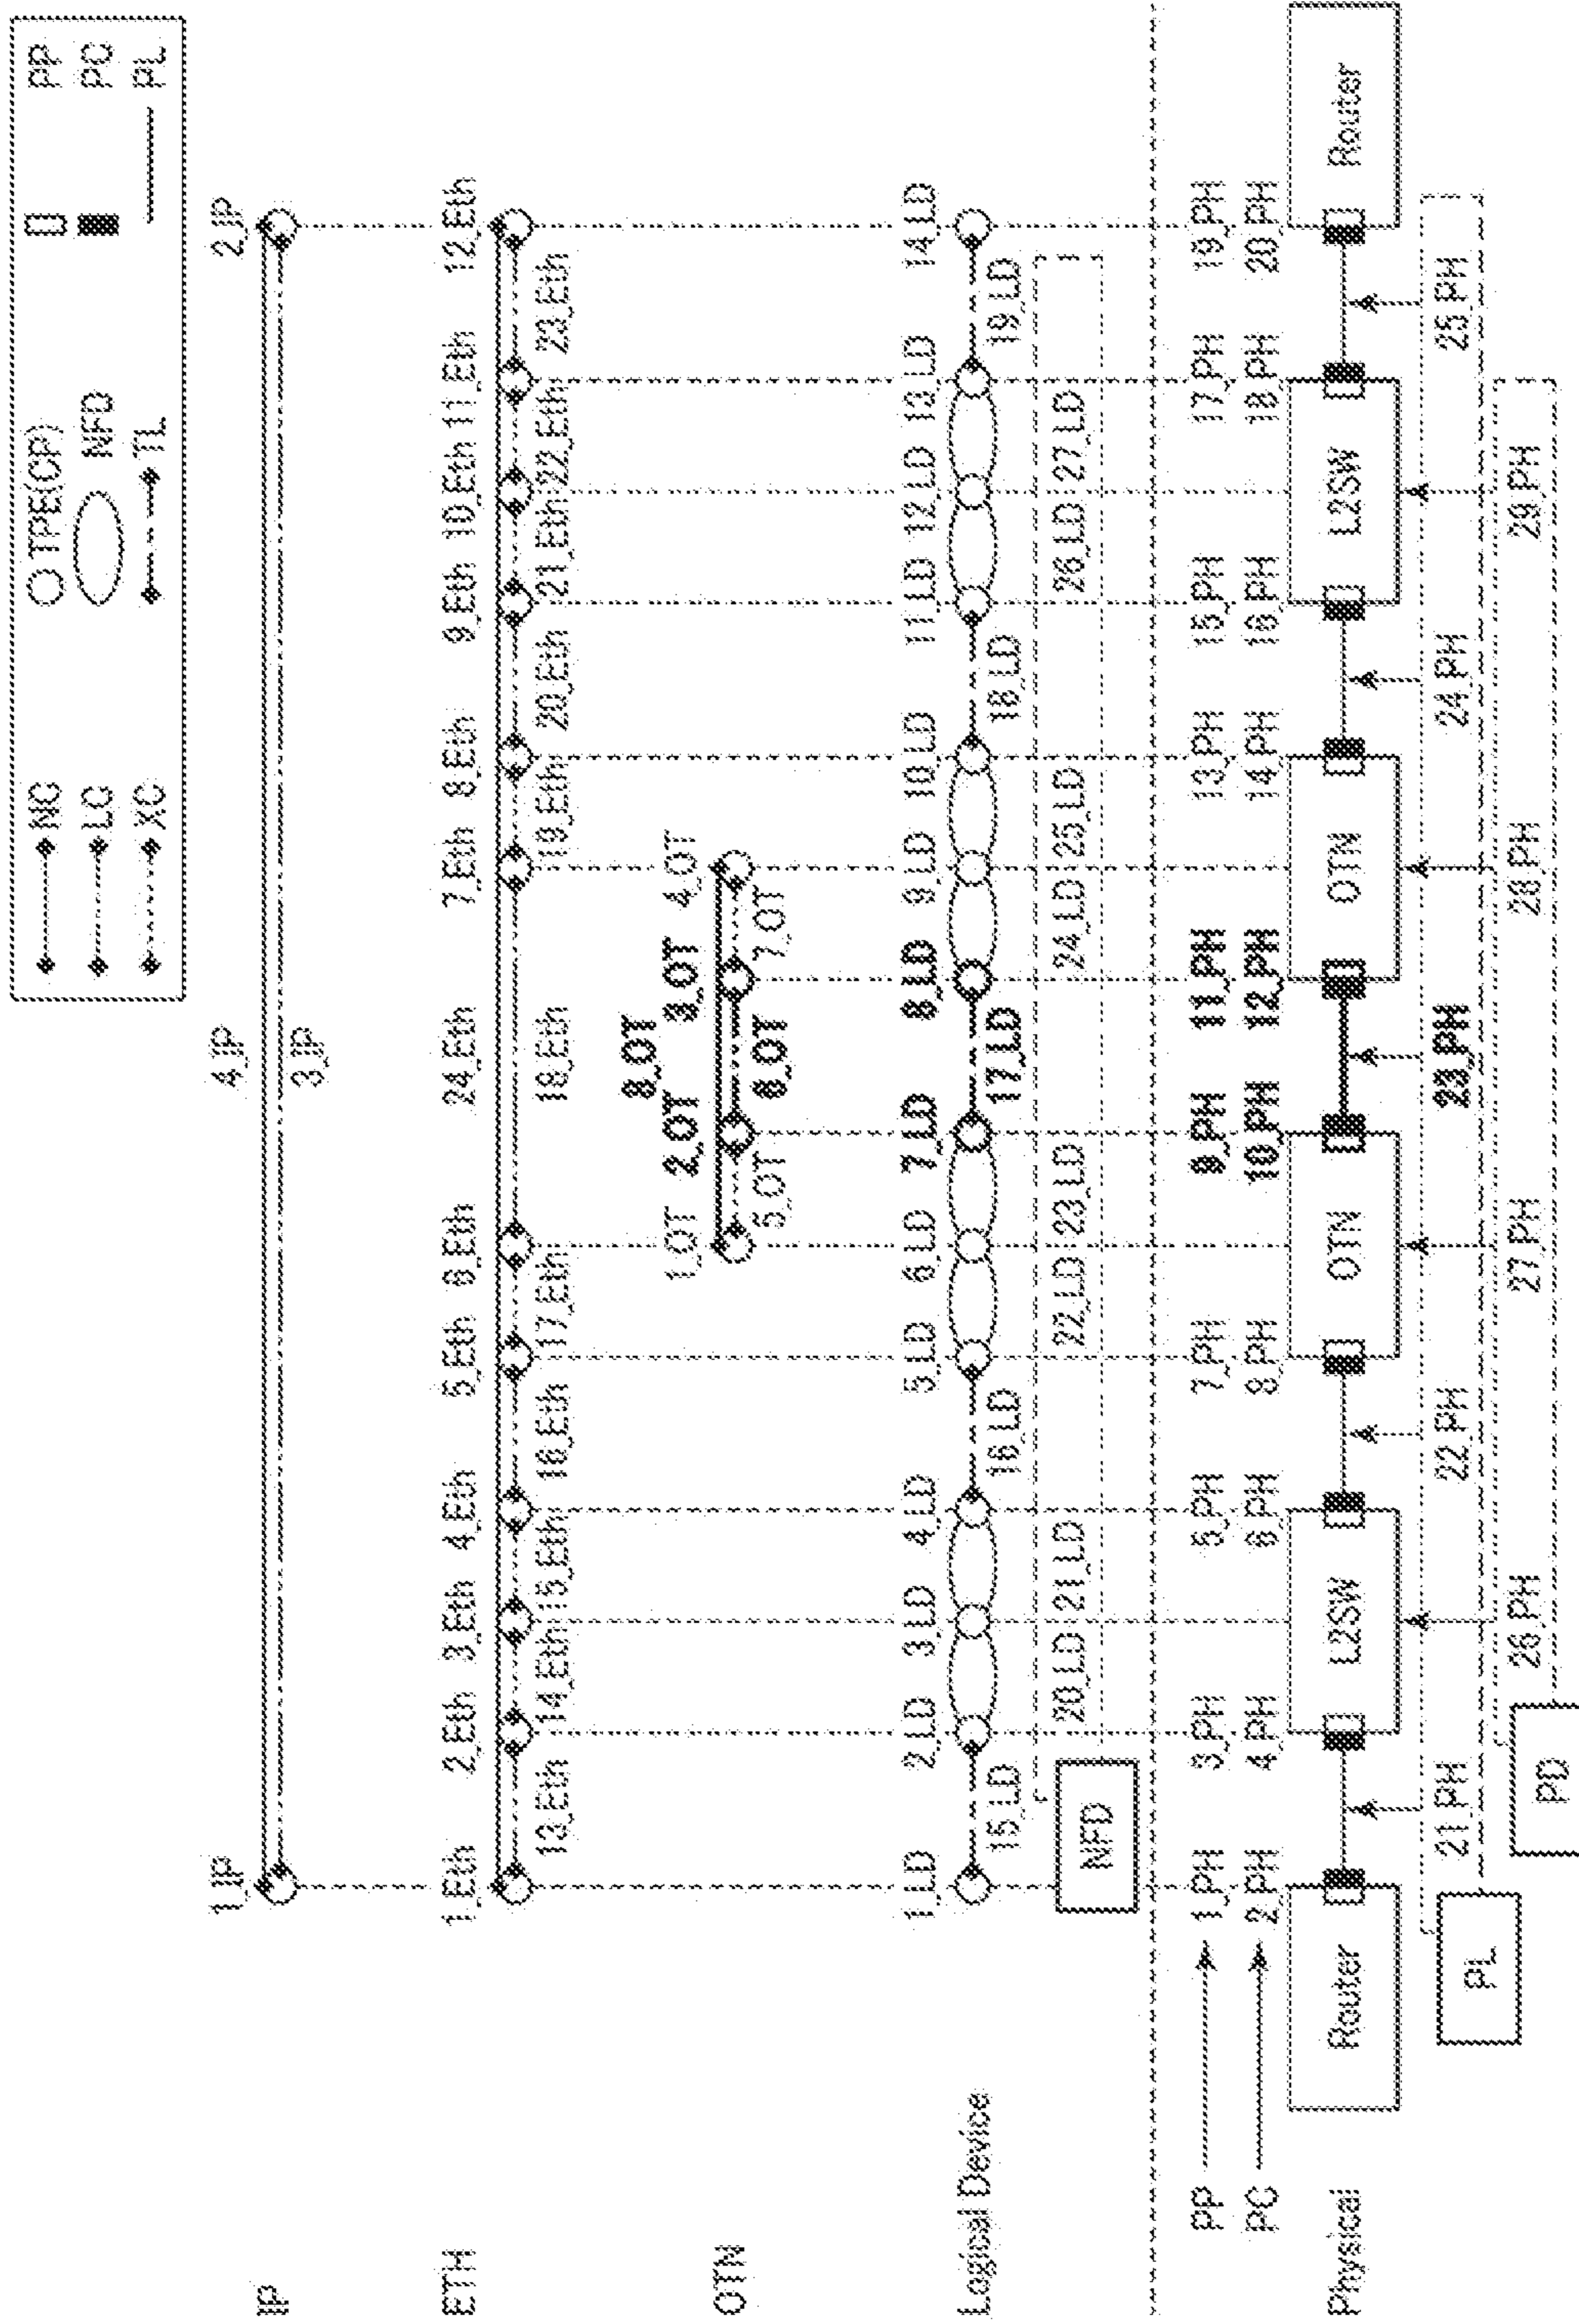 NC TPE(CP) PP
LC NFD PC
XC TL PL
IP
1_IP 4_IP 2_IP
3_IP
ETH
1_Eth 2_Eth 3_Eth 4_Eth 5_Eth 6_Eth 24_Eth 7_Eth 8_Eth 9_Eth 10_Eth 11_Eth 12_Eth
13_Eth 14_Eth 15_Eth 16_Eth 17_Eth 18_Eth 19_Eth 20_Eth 21_Eth 22_Eth 23_Eth
8_OT
1_OT 2_OT 3_OT 4_OT
OTN
5_OT 6_OT 7_OT
1_LD 2_LD 3_LD 4_LD 5_LD 6_LD 7_LD 8_LD 9_LD 10_LD 11_LD 12_LD 13_LD 14_LD
Logical Device
15_LD 16_LD 17_LD 18_LD 19_LD
NFD 20_LD 21_LD 22_LD 23_LD 24_LD 25_LD 26_LD 27_LD
PP 1_PH 3_PH 5_PH 7_PH 9_PH 11_PH 13_PH 15_PH 17_PH 19_PH
PC 2_PH 4_PH 6_PH 8_PH 10_PH 12_PH 14_PH 16_PH 18_PH 20_PH
Physical Router L2SW OTN OTN L2SW Router
PL 21_PH 22_PH 23_PH 24_PH 25_PH
PD 26_PH 27_PH 28_PH 29_PH